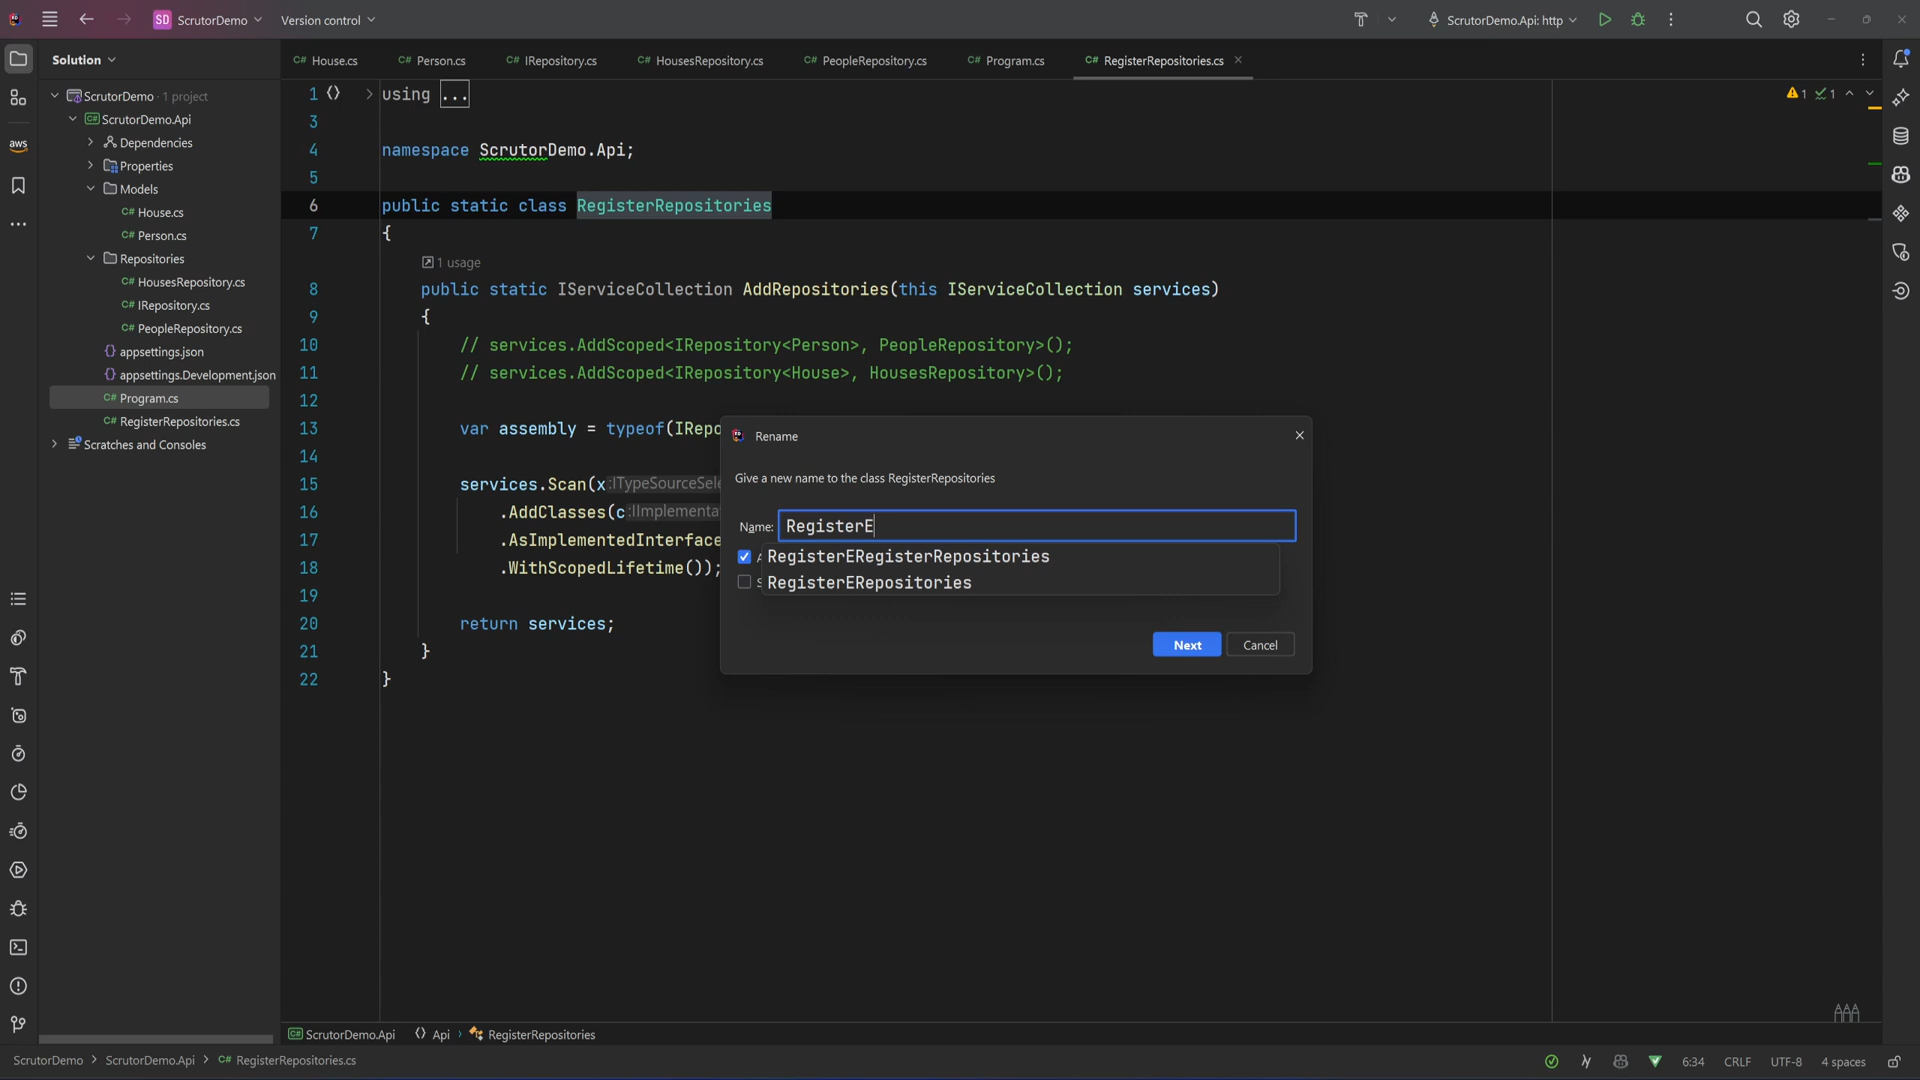 SD ScrutorDemo Version control ScrutorDemo.Api: http
Solution
House.cs Person.cs IRepository.cs HousesRepository.cs PeopleRepository.cs Program.cs RegisterRepositories.cs
ScrutorDemo · 1 project
ScrutorDemo.Api
Dependencies
Properties
Models
C# House.cs
C# Person.cs
Repositories
C# HousesRepository.cs
C# IRepository.cs
C# PeopleRepository.cs
appsettings.json
appsettings.Development.json
C# Program.cs
C# RegisterRepositories.cs
Scratches and Consoles
aws
1 using ...
3
4 namespace ScrutorDemo.Api;
5
6 public static class RegisterRepositories
7 {
1 usage
8 public static IServiceCollection AddRepositories(this IServiceCollection services)
9 {
10 // services.AddScoped<IRepository<Person>, PeopleRepository>();
11 // services.AddScoped<IRepository<House>, HousesRepository>();
12
13 var assembly = typeof(IRepo
14
15 services.Scan(x :ITypeSourceSele
16 .AddClasses(c :IImplementa
17 .AsImplementedInterface
18 .WithScopedLifetime());
19
20 return services;
21 }
22 }
1 1
Rename
Give a new name to the class RegisterRepositories
Name: RegisterE
RegisterERegisterRepositories
RegisterERepositories
Next Cancel
ScrutorDemo.Api Api RegisterRepositories
ScrutorDemo ScrutorDemo.Api C# RegisterRepositories.cs 6:34 CRLF UTF-8 4 spaces